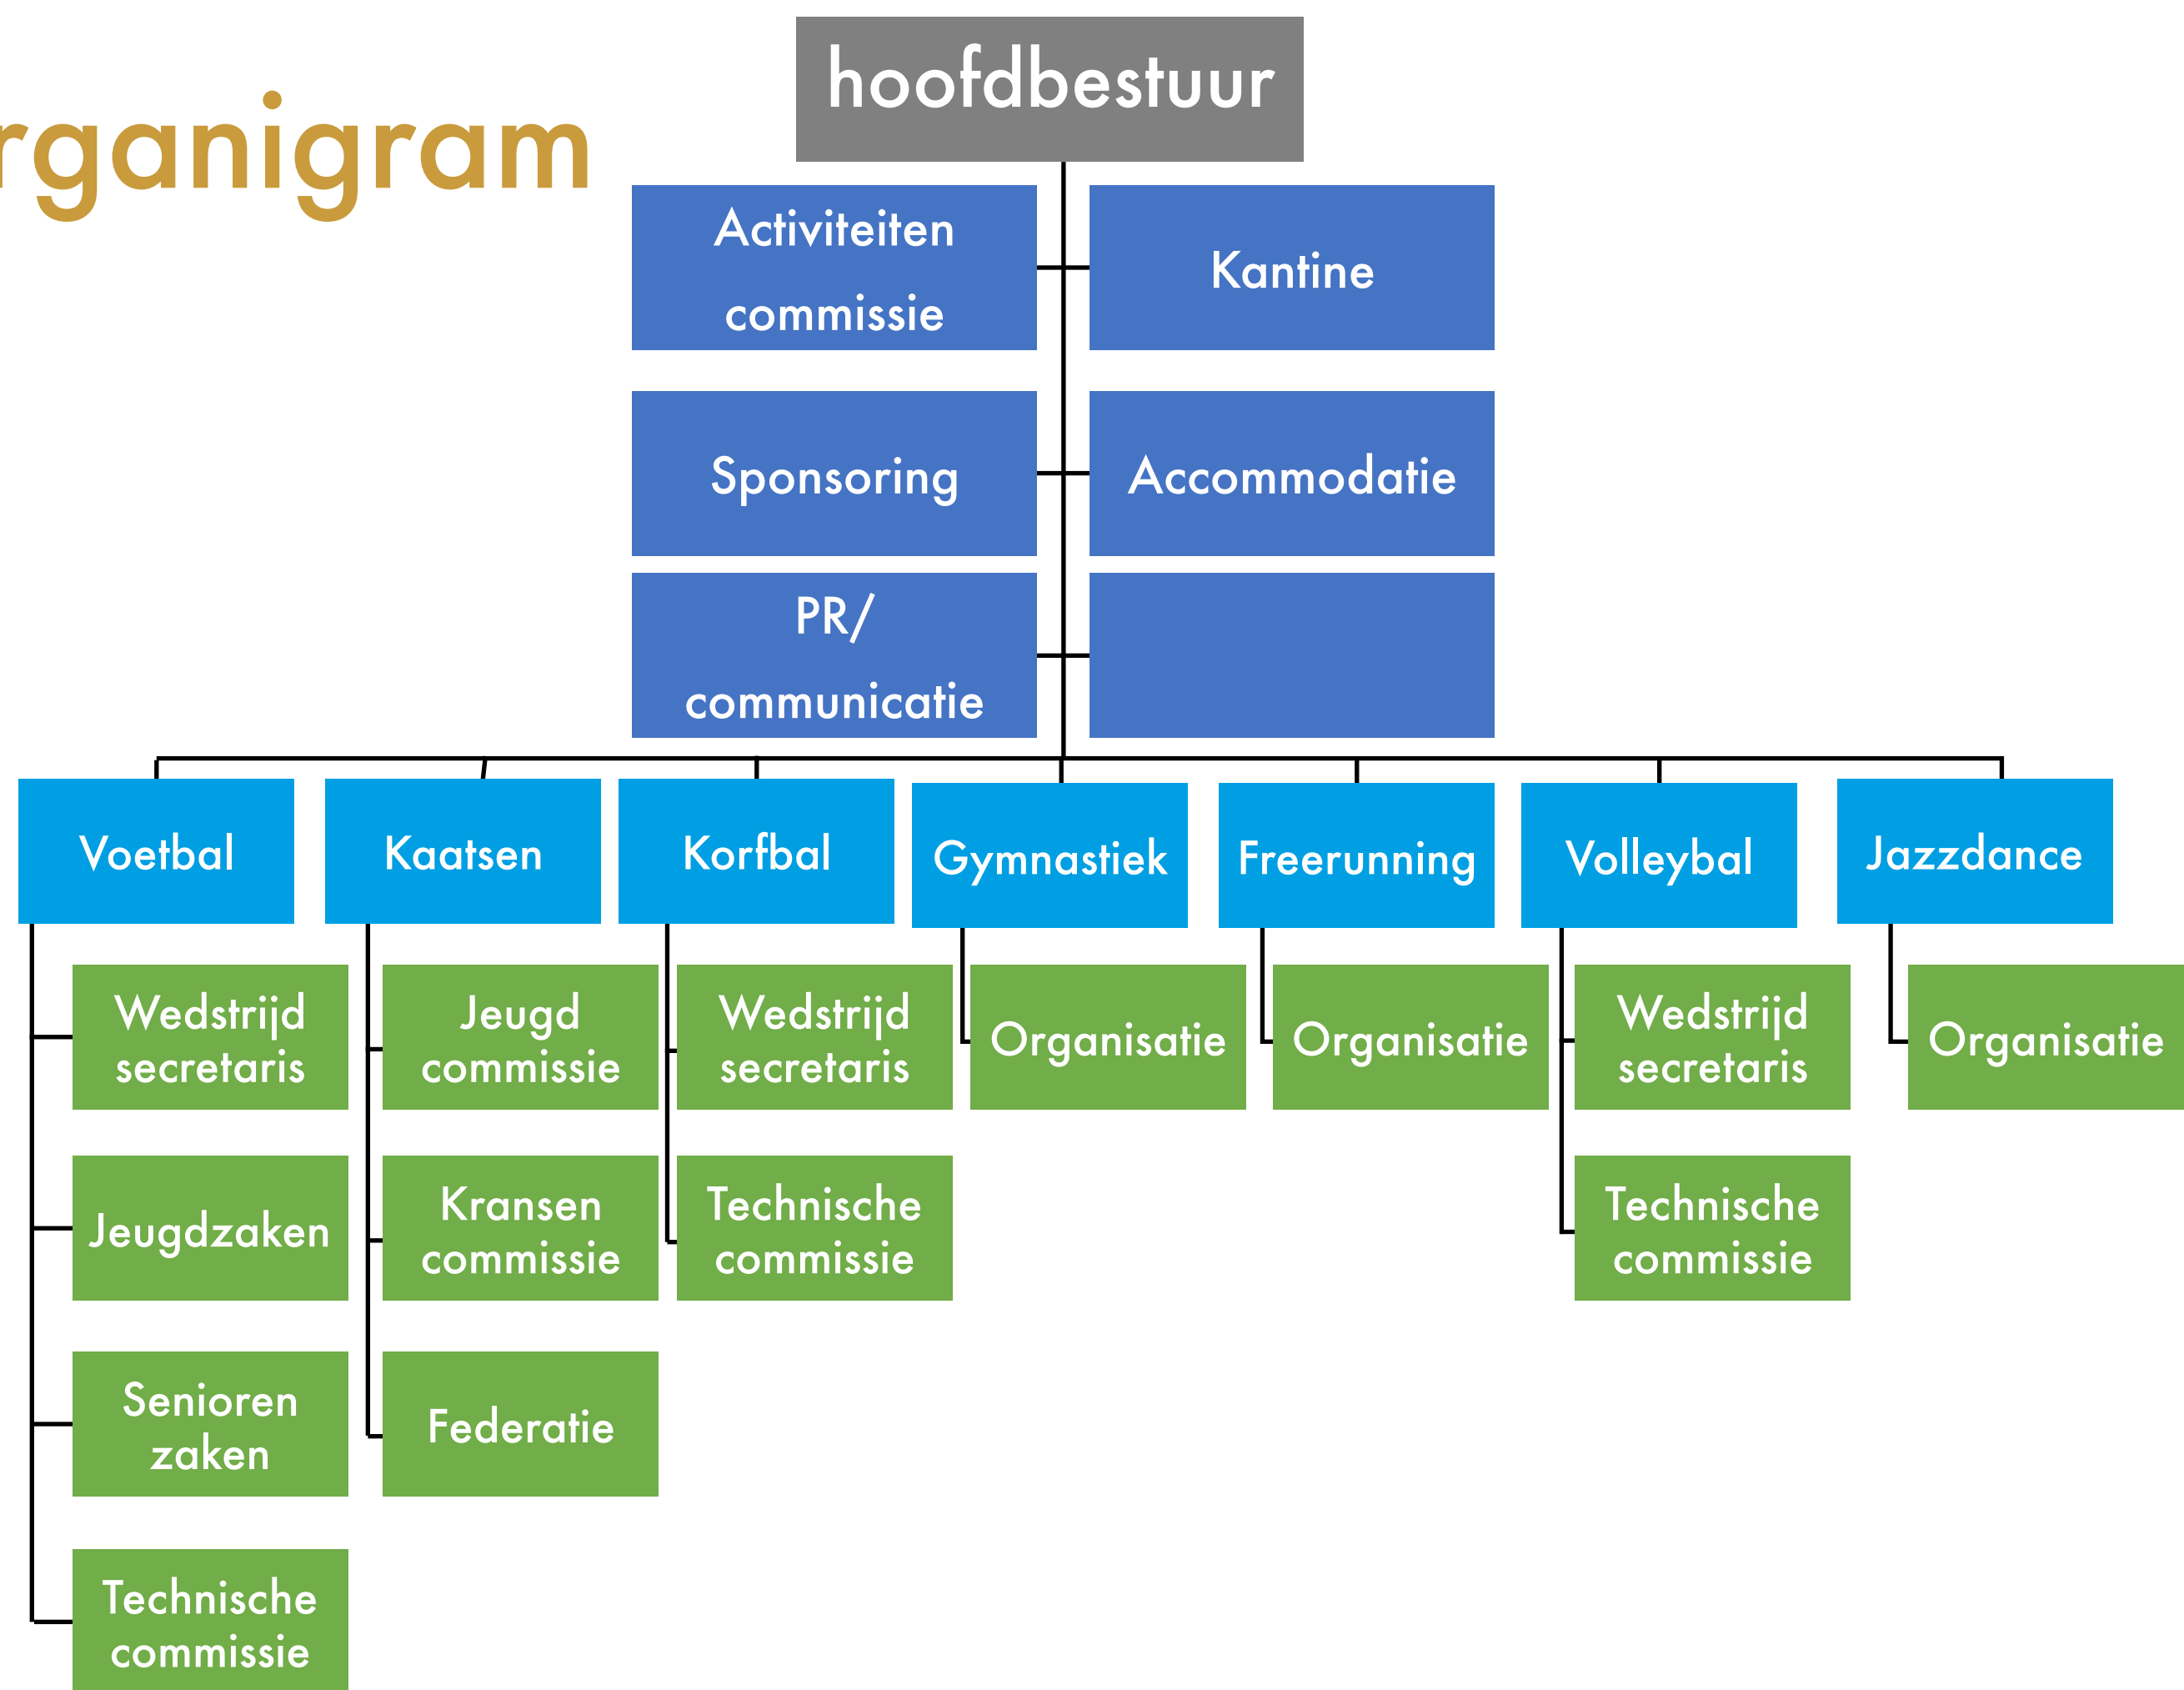 hoofdbestuur
rganigram
Activiteiten
commissie
Kantine
Sponsoring
Accommodatie
PR/
communicatie
Voetbal
Kaatsen
Korfbal
Gymnastiek
Freerunning
Volleybal
Jazzdance
Wedstrijd
secretaris
Jeugd
commissie
Wedstrijd
secretaris
Organisatie
Organisatie
Wedstrijd
secretaris
Organisatie
Jeugdzaken
Kransen
commissie
Technische
commissie
Technische
commissie
Senioren
zaken
Federatie
Technische
commissie